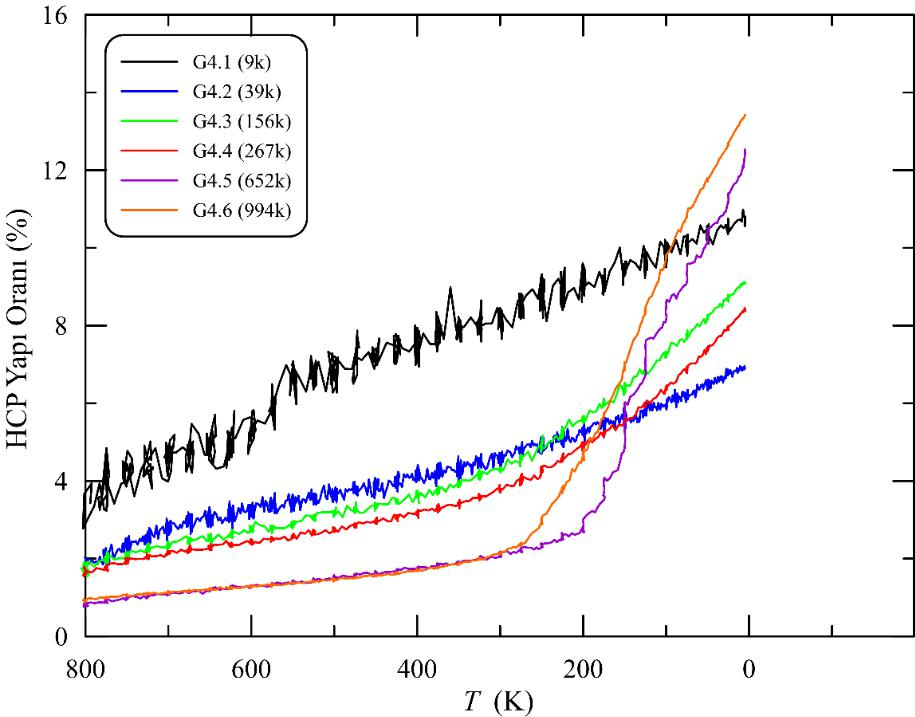 16
G4.1 (9k)
G4.2 (39k)
G4.3 (156k)
G4.4 (267k)
G4.5 (652k)
G4.6 (994k)
12
HCP Yapı Oranı (%)
8
4
0
800 600 400 200 0
T (K)